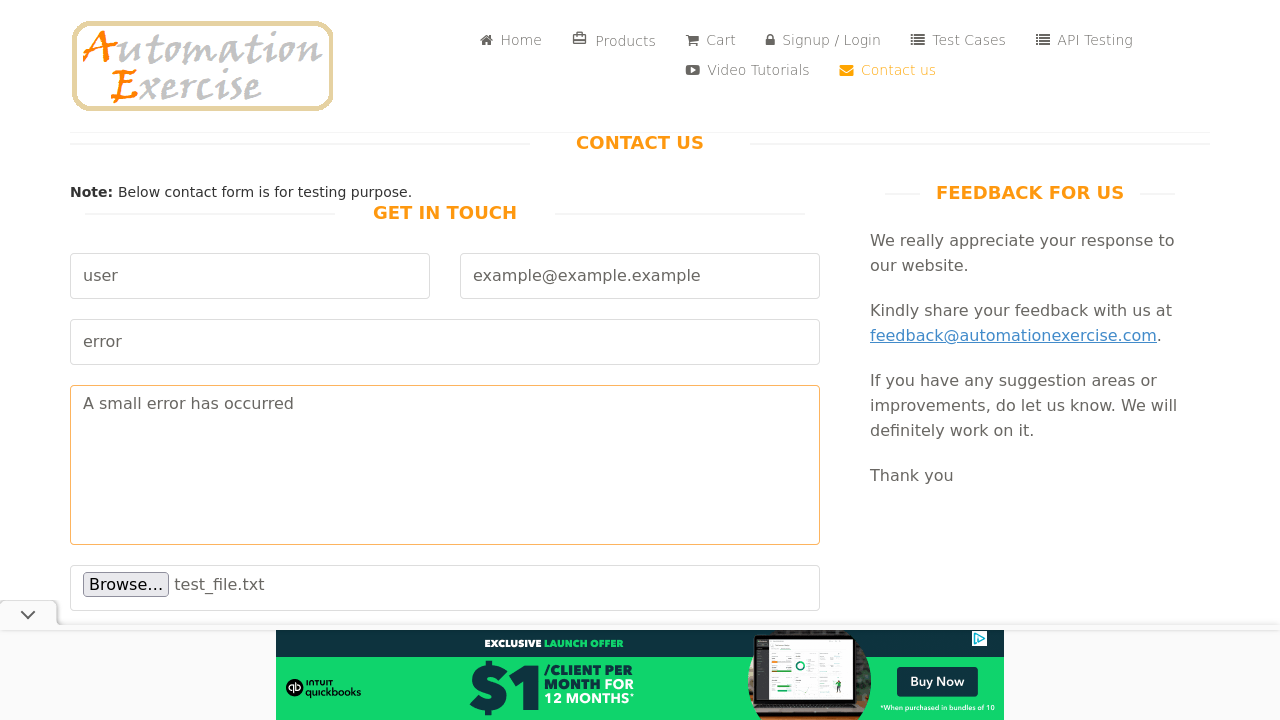 Automation
Exercise
Home
Products
Cart
Signup / Login
Test Cases
API Testing
Video Tutorials
Contact us
CONTACT US
Note: Below contact form is for testing purpose.
GET IN TOUCH
user
example@example.example
error
A small error has occurred
Browse... test_file.txt
FEEDBACK FOR US
We really appreciate your response to
our website.
Kindly share your feedback with us at
feedback@automationexercise.com.
If you have any suggestion areas or
improvements, do let us know. We will
definitely work on it.
Thank you
EXCLUSIVE LAUNCH OFFER
qb INTUIT
quickbooks
$1 /CLIENT PER
MONTH FOR
12 MONTHS*
Buy Now
*When purchased in bundles of 10